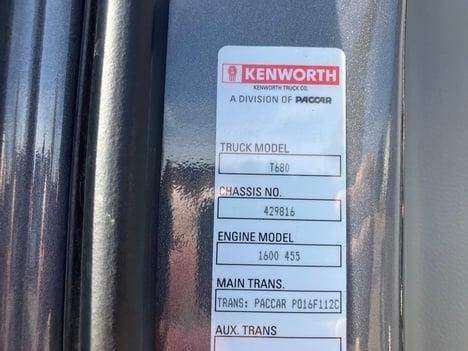 KENWORTH
KENWORTH TRUCK CO.
A DIVISION OF PACCAR
TRUCK MODEL
T680
CHASSIS NO.
429816
ENGINE MODEL
1600 455
MAIN TRANS.
TRANS: PACCAR PO16F112C
AUX. TRANS